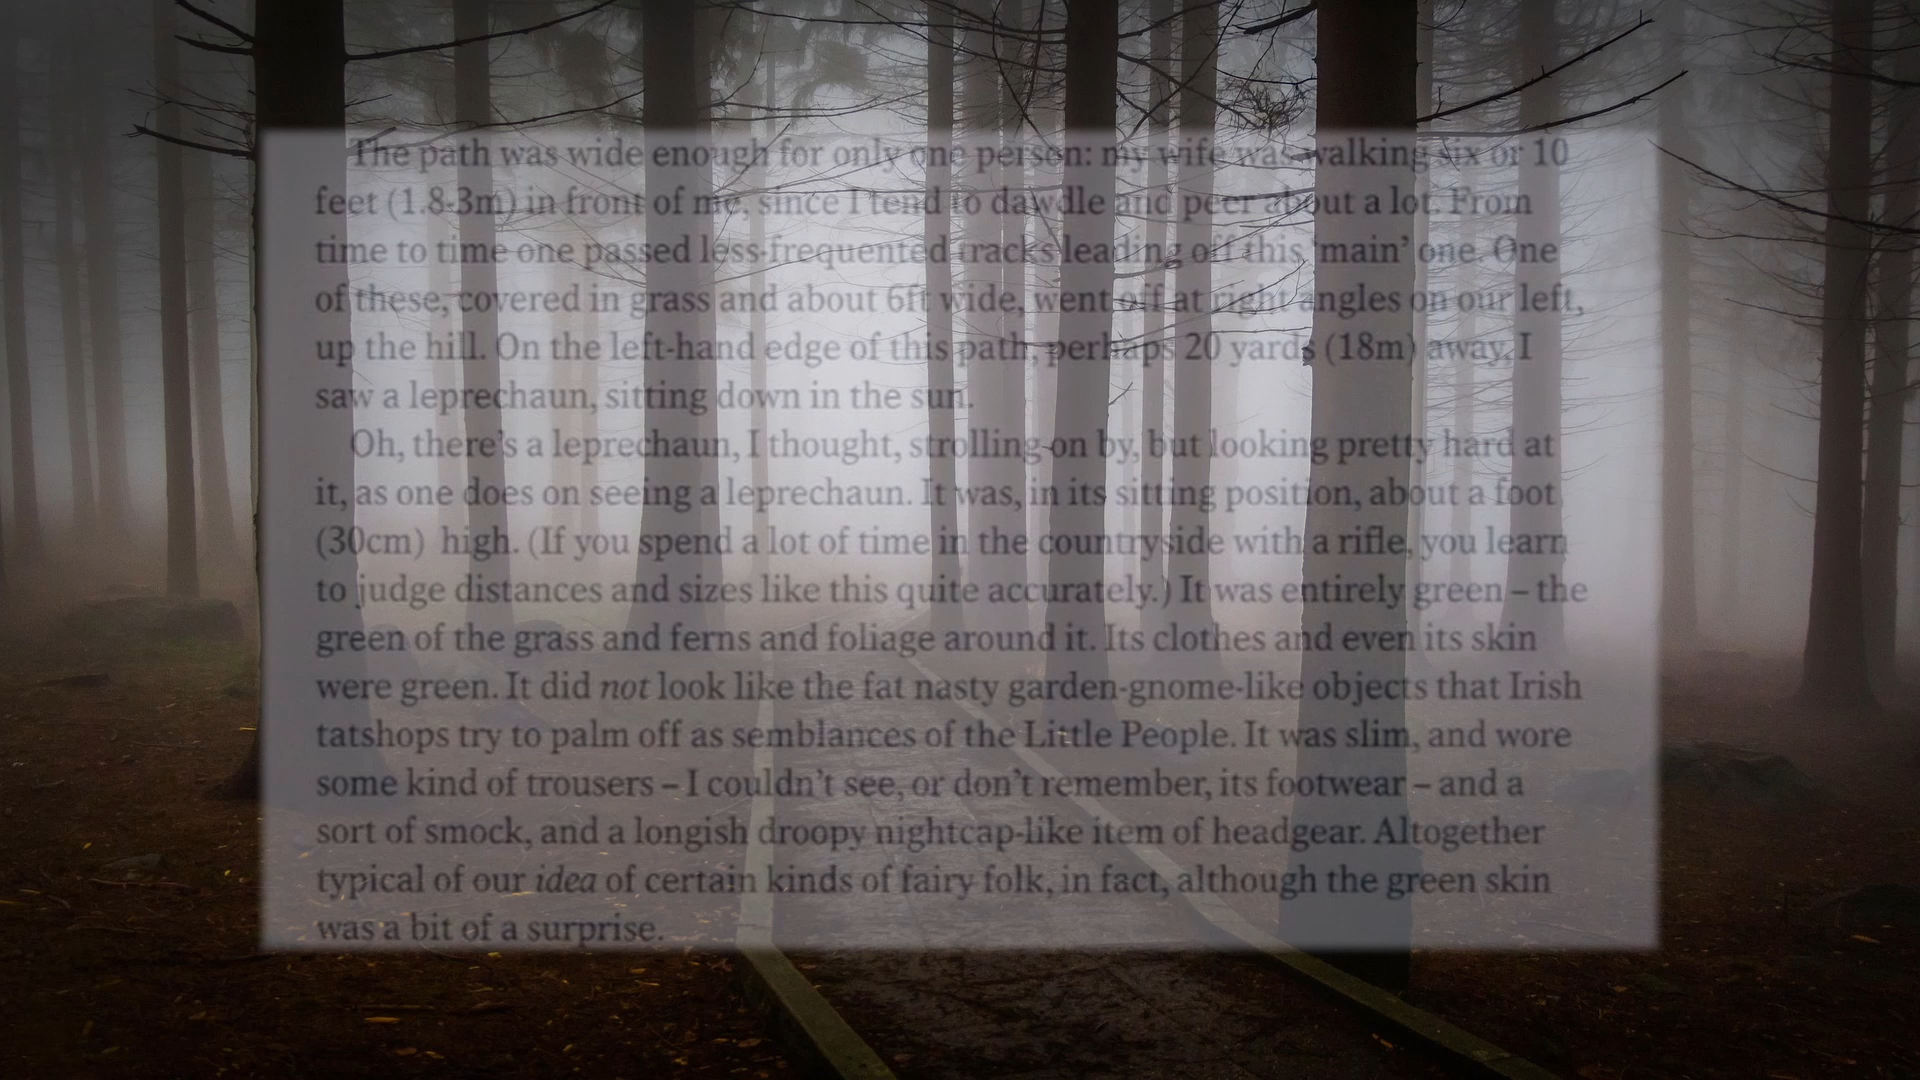 The path was wide enough for only one person: my wife was walking six or 10
feet (1.8-3m) in front of me, since I tend to dawdle and peer about a lot. From
time to time one passed less-frequented tracks leading off this ‘main’ one. One
of these, covered in grass and about 6ft wide, went off at right angles on our left,
up the hill. On the left-hand edge of this path, perhaps 20 yards (18m) away, I
saw a leprechaun, sitting down in the sun.
Oh, there’s a leprechaun, I thought, strolling on by, but looking pretty hard at
it, as one does on seeing a leprechaun. It was, in its sitting position, about a foot
(30cm) high. (If you spend a lot of time in the countryside with a rifle, you learn
to judge distances and sizes like this quite accurately.) It was entirely green – the
green of the grass and ferns and foliage around it. Its clothes and even its skin
were green. It did not look like the fat nasty garden-gnome-like objects that Irish
tatshops try to palm off as semblances of the Little People. It was slim, and wore
some kind of trousers – I couldn’t see, or don’t remember, its footwear – and a
sort of smock, and a longish droopy nightcap-like item of headgear. Altogether
typical of our idea of certain kinds of fairy folk, in fact, although the green skin
was a bit of a surprise.